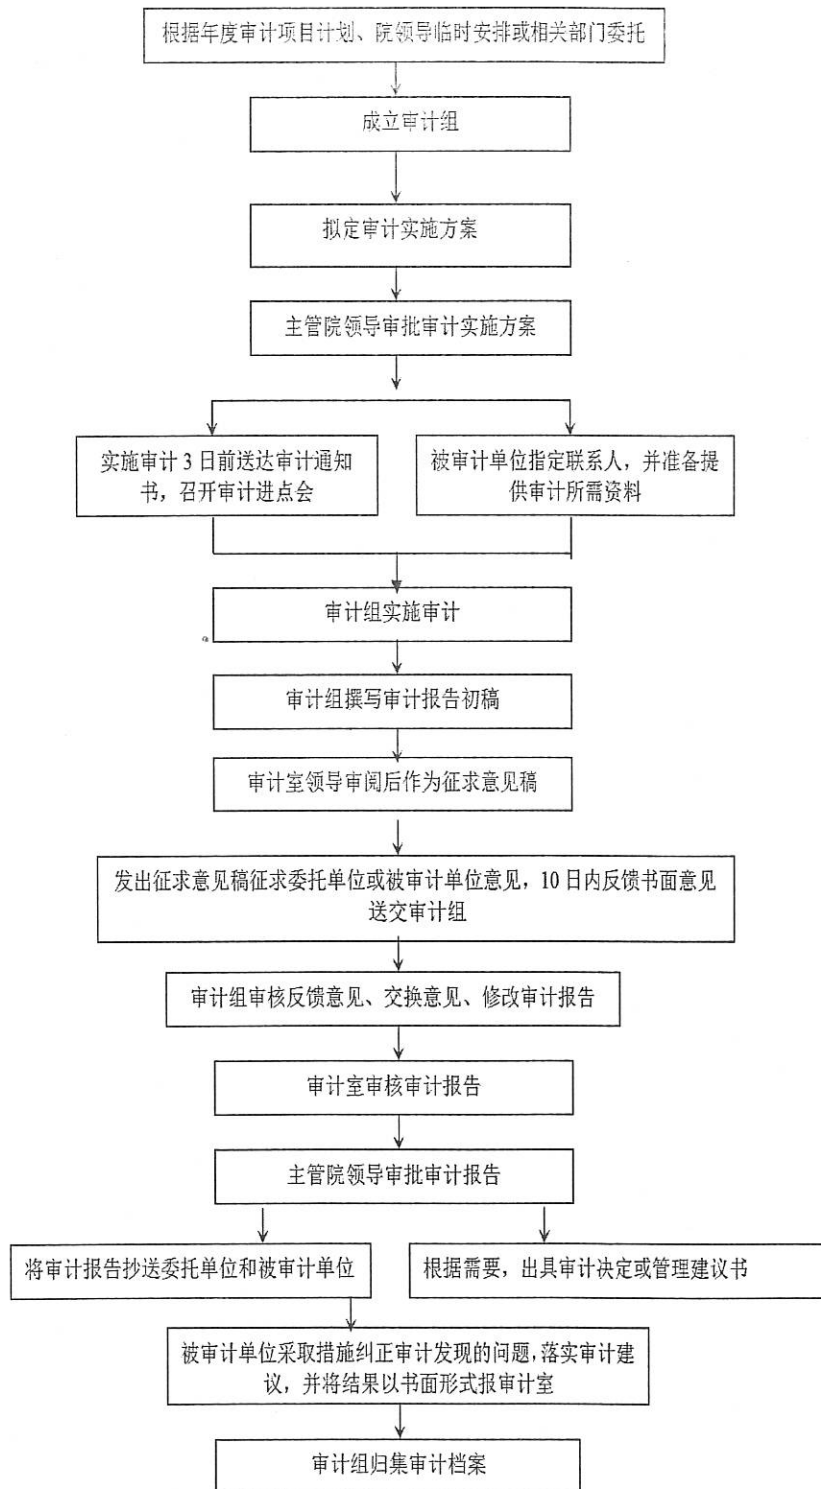 根据年度审计项目计划、院领导临时安排或相关部门委托
成立审计组
拟定审计实施方案
主管院领导审批审计实施方案
实施审计 3 日前送达审计通知
书，召开审计进点会
被审计单位指定联系人，并准备提
供审计所需资料
审计组实施审计
审计组撰写审计报告初稿
审计室领导审阅后作为征求意见稿
发出征求意见稿征求委托单位或被审计单位意见，10 日内反馈书面意见
送交审计组
审计组审核反馈意见、交换意见、修改审计报告
审计室审核审计报告
主管院领导审批审计报告
将审计报告抄送委托单位和被审计单位
根据需要，出具审计决定或管理建议书
被审计单位采取措施纠正审计发现的问题，落实审计建
议，并将结果以书面形式报审计室
审计组归集审计档案